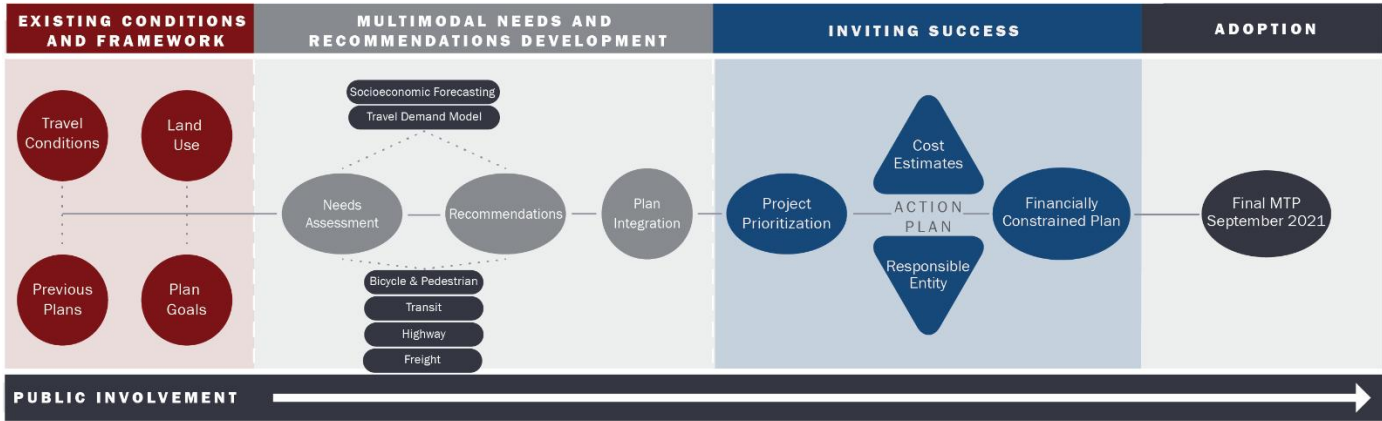 EXISTING CONDITIONS
AND FRAMEWORK
MULTIMODAL NEEDS AND
RECOMMENDATIONS DEVELOPMENT
INVITING SUCCESS
ADOPTION
Travel
Conditions
Land
Use
Previous
Plans
Plan
Goals
Socioeconomic Forecasting
Travel Demand Model
Needs
Assessment
Recommendations
Plan
Integration
Bicycle & Pedestrian
Transit
Highway
Freight
Project
Prioritization
Cost
Estimates
ACTION
PLAN
Responsible
Entity
Financially
Constrained Plan
Final MTP
September 2021
PUBLIC INVOLVEMENT